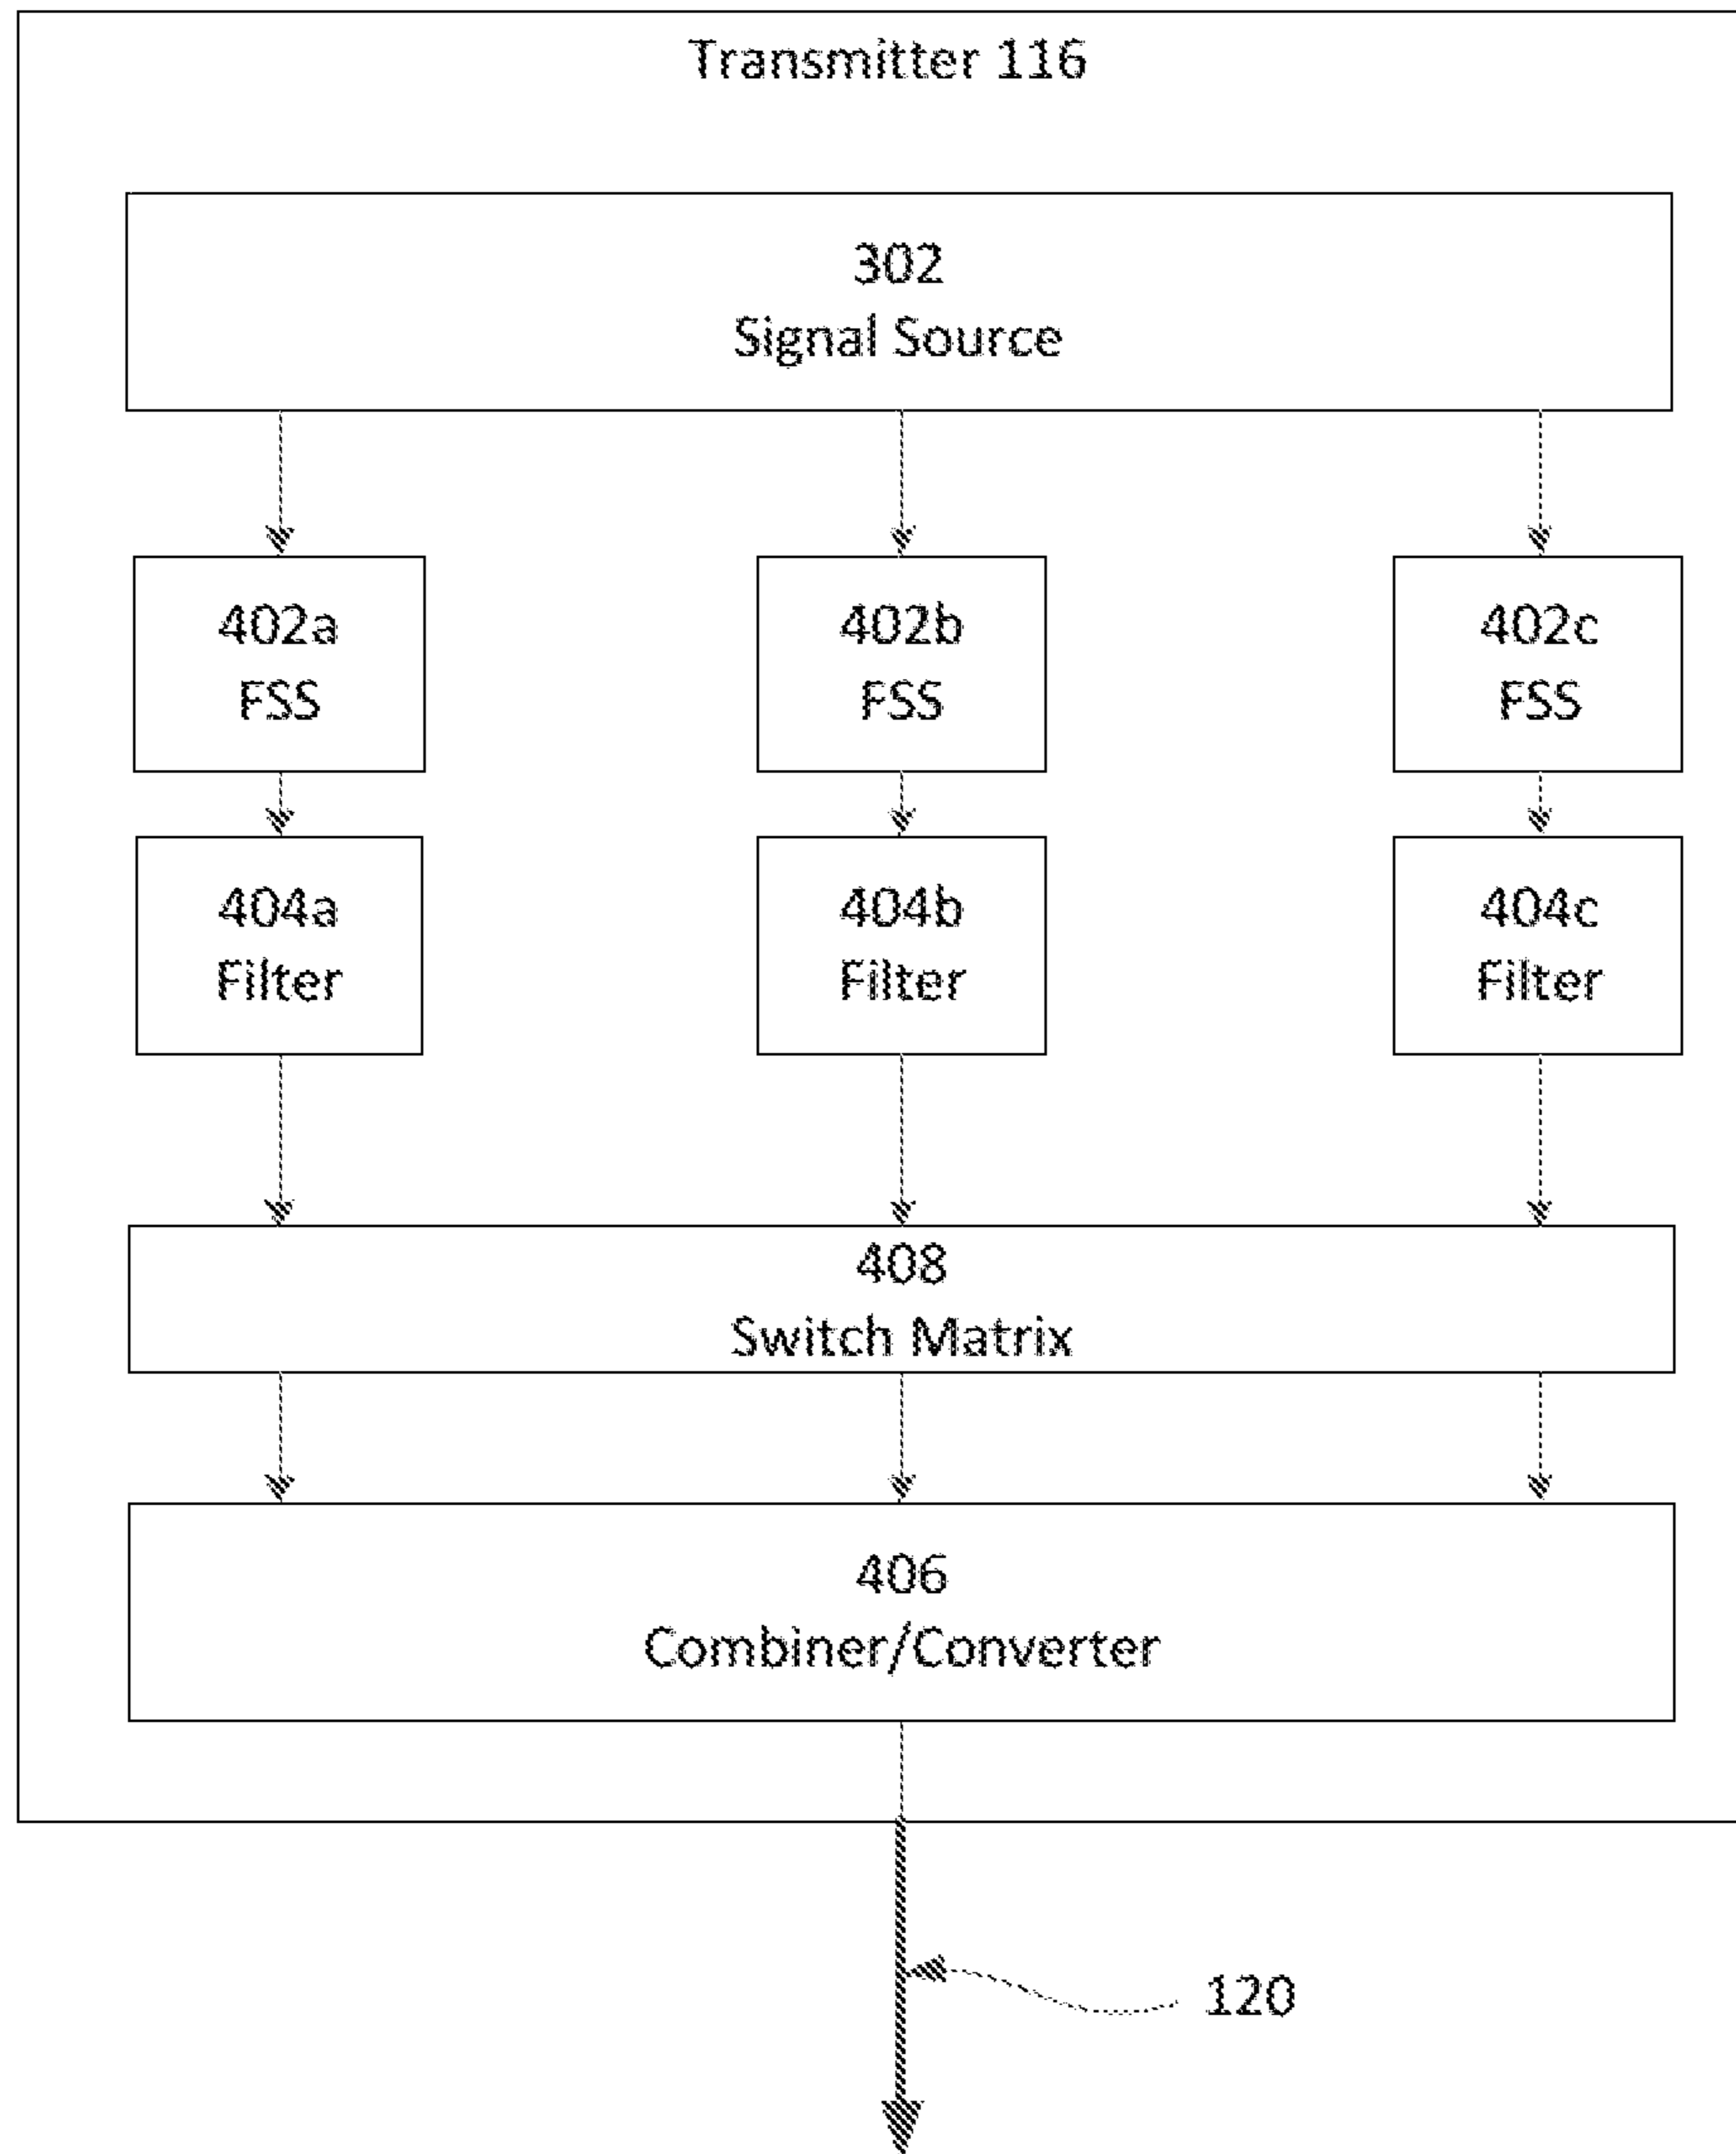 Transmitter 116
302
Signal Source
402a
FSS
402b
FSS
402c
FSS
404a
Filter
404b
Filter
404c
Filter
408
Switch Matrix
406
Combiner/Converter
120